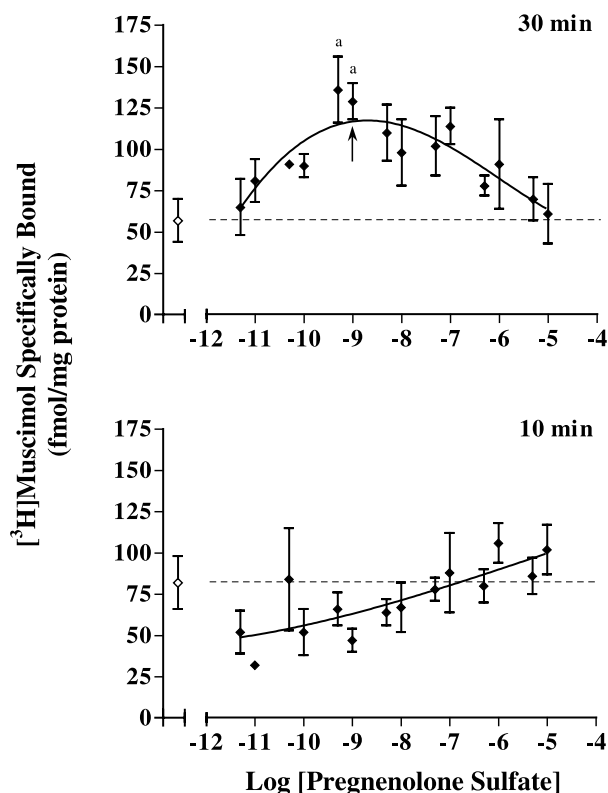 30 min
175
150
125
100
75
50
25
0
a
a
-12 -11 -10 -9 -8 -7 -6 -5 -4
[³H]Muscimol Specifically Bound
(fmol/mg protein)
10 min
175
150
125
100
75
50
25
0
-12 -11 -10 -9 -8 -7 -6 -5 -4
Log [Pregnenolone Sulfate]